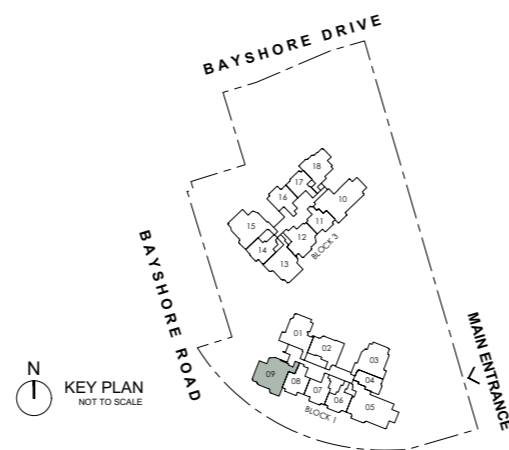 BAYSHORE DRIVE
18
17
16
10
15
11
12
14
13
BLOCK 3
BAYSHORE ROAD
01
02
03
09
08
07
04
06
05
BLOCK 1
MAIN ENTRANCE
N
KEY PLAN
NOT TO SCALE